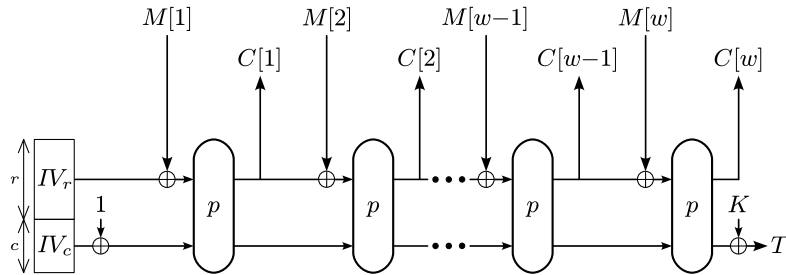 M[1] M[2] M[w−1] M[w]
C[1] C[2] C[w−1] C[w]
r IV_r p p p p
1 K
c IV_c T